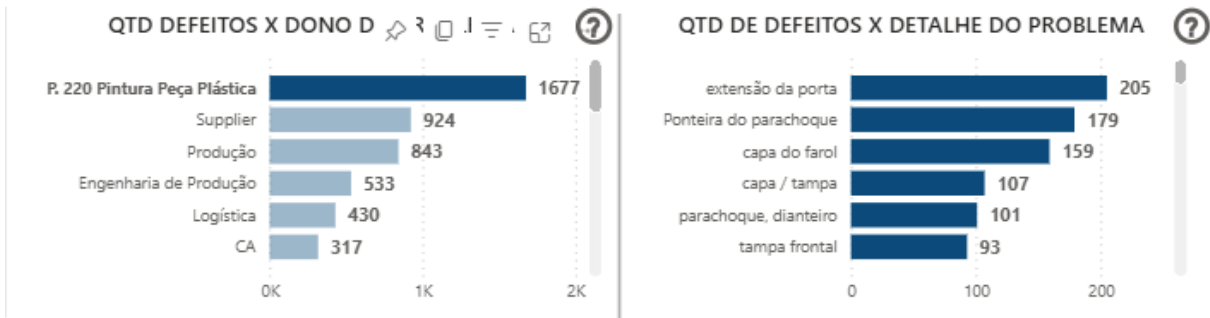 QTD DEFEITOS X DONO D
P. 220 Pintura Peça Plástica 1677
Supplier 924
Produção 843
Engenharia de Produção 533
Logística 430
CA 317
0K 1K 2K
?
QTD DE DEFEITOS X DETALHE DO PROBLEMA
?
extensão da porta 205
Ponteira do parachoque 179
capa do farol 159
capa / tampa 107
parachoque, dianteiro 101
tampa frontal 93
0 100 200